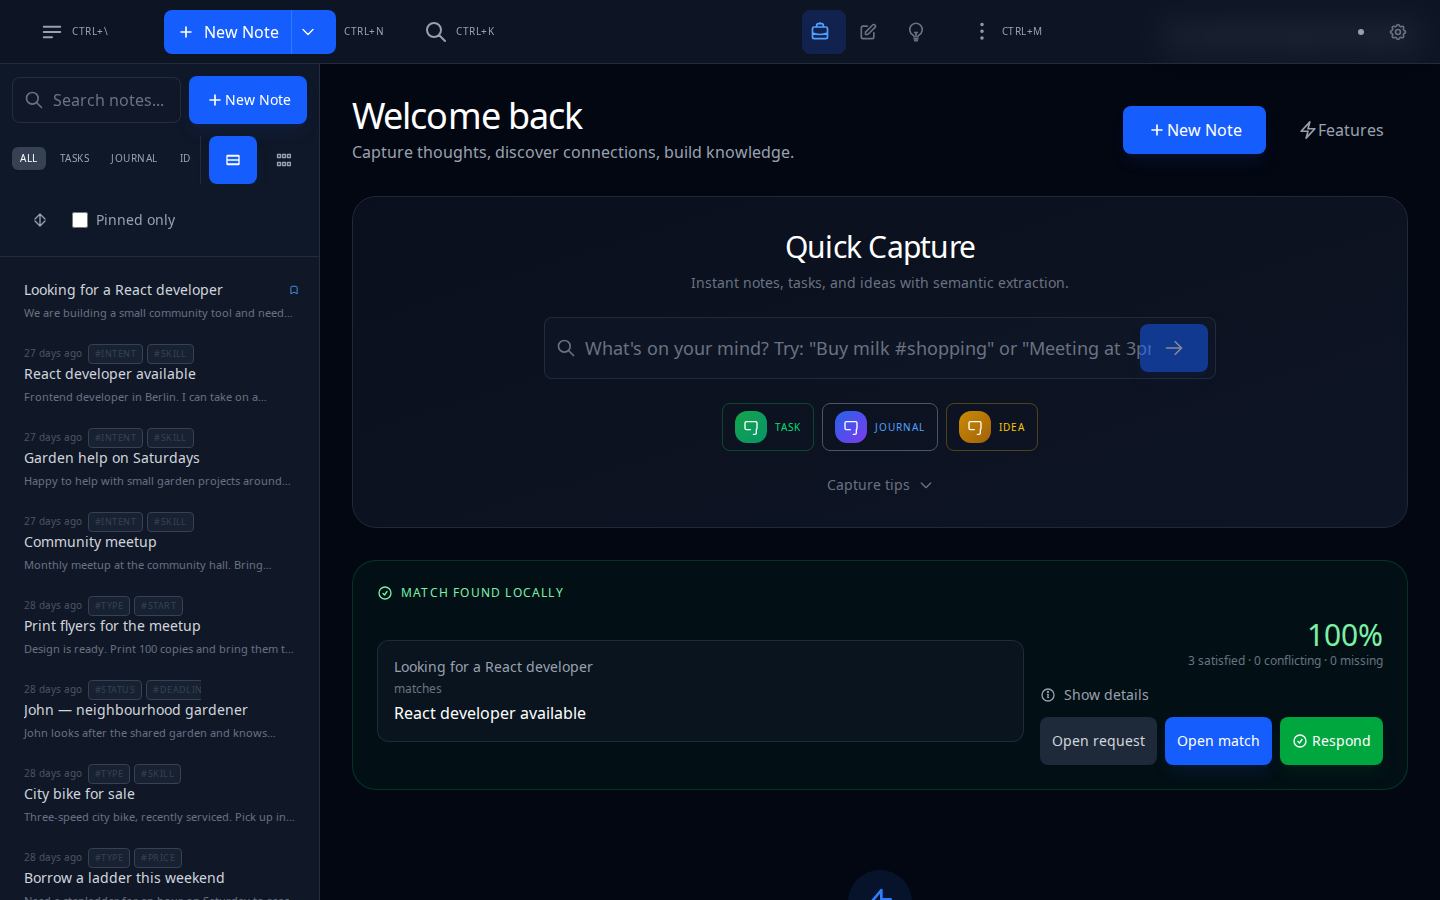 CTRL+\
New Note
CTRL+N
CTRL+K
CTRL+M
Search notes...
New Note
ALL
TASKS
JOURNAL
ID
Pinned only
Looking for a React developer
We are building a small community tool and need...
27 days ago #INTENT #SKILL
React developer available
Frontend developer in Berlin. I can take on a...
27 days ago #INTENT #SKILL
Garden help on Saturdays
Happy to help with small garden projects around...
27 days ago #INTENT #SKILL
Community meetup
Monthly meetup at the community hall. Bring...
28 days ago #TYPE #START
Print flyers for the meetup
Design is ready. Print 100 copies and bring them t...
28 days ago #STATUS #DEADLIN
John — neighbourhood gardener
John looks after the shared garden and knows...
28 days ago #TYPE #SKILL
City bike for sale
Three-speed city bike, recently serviced. Pick up in...
28 days ago #TYPE #PRICE
Borrow a ladder this weekend
Welcome back
Capture thoughts, discover connections, build knowledge.
New Note
Features
Quick Capture
Instant notes, tasks, and ideas with semantic extraction.
What's on your mind? Try: "Buy milk #shopping" or "Meeting at 3p
TASK
JOURNAL
IDEA
Capture tips
MATCH FOUND LOCALLY
Looking for a React developer
matches
React developer available
100%
3 satisfied · 0 conflicting · 0 missing
Show details
Open request
Open match
Respond